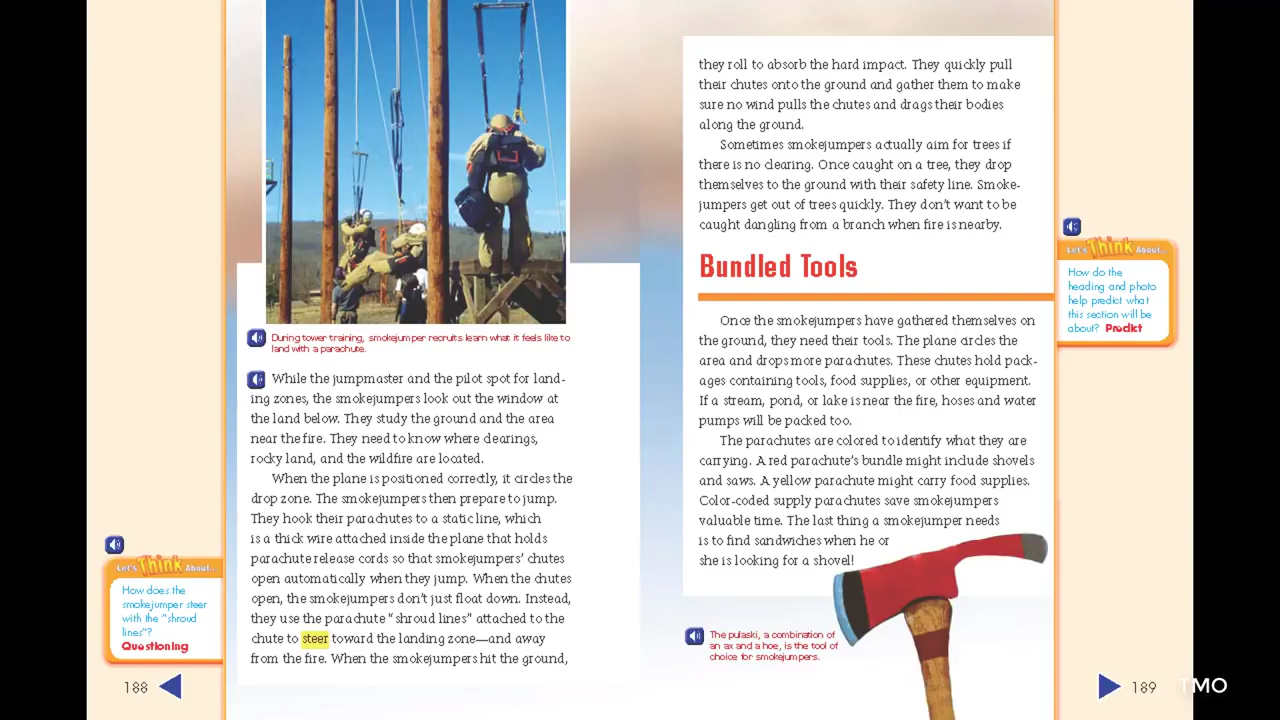 During tower training, smokejumper recruits learn what it feels like to
land with a parachute.
While the jumpmaster and the pilot spot for land-
ing zones, the smokejumpers look out the window at
the land below. They study the ground and the area
near the fire. They need to know where clearings,
rocky land, and the wildfire are located.
When the plane is positioned correctly, it circles the
drop zone. The smokejumpers then prepare to jump.
They hook their parachutes to a static line, which
is a thick wire attached inside the plane that holds
parachute release cords so that smokejumpers' chutes
open automatically when they jump. When the chutes
open, the smokejumpers don't just float down. Instead,
they use the parachute "shroud lines" attached to the
chute to steer toward the landing zone—and away
from the fire. When the smokejumpers hit the ground,
Let's Think About...
How does the
smokejumper steer
with the "shroud
lines"?
Questioning
188
they roll to absorb the hard impact. They quickly pull
their chutes onto the ground and gather them to make
sure no wind pulls the chutes and drags their bodies
along the ground.
Sometimes smokejumpers actually aim for trees if
there is no clearing. Once caught on a tree, they drop
themselves to the ground with their safety line. Smoke-
jumpers get out of trees quickly. They don't want to be
caught dangling from a branch when fire is nearby.
Bundled Tools
Once the smokejumpers have gathered themselves on
the ground, they need their tools. The plane circles the
area and drops more parachutes. These chutes hold pack-
ages containing tools, food supplies, or other equipment.
If a stream, pond, or lake is near the fire, hoses and water
pumps will be packed too.
The parachutes are colored to identify what they are
carrying. A red parachute's bundle might include shovels
and saws. A yellow parachute might carry food supplies.
Color-coded supply parachutes save smokejumpers
valuable time. The last thing a smokejumper needs
is to find sandwiches when he or
she is looking for a shovel!
The pulaski, a combination of
an ax and a hoe, is the tool of
choice for smokejumpers.
Let's Think About...
How do the
heading and photo
help predict what
this section will be
about? Predict
189
TMO